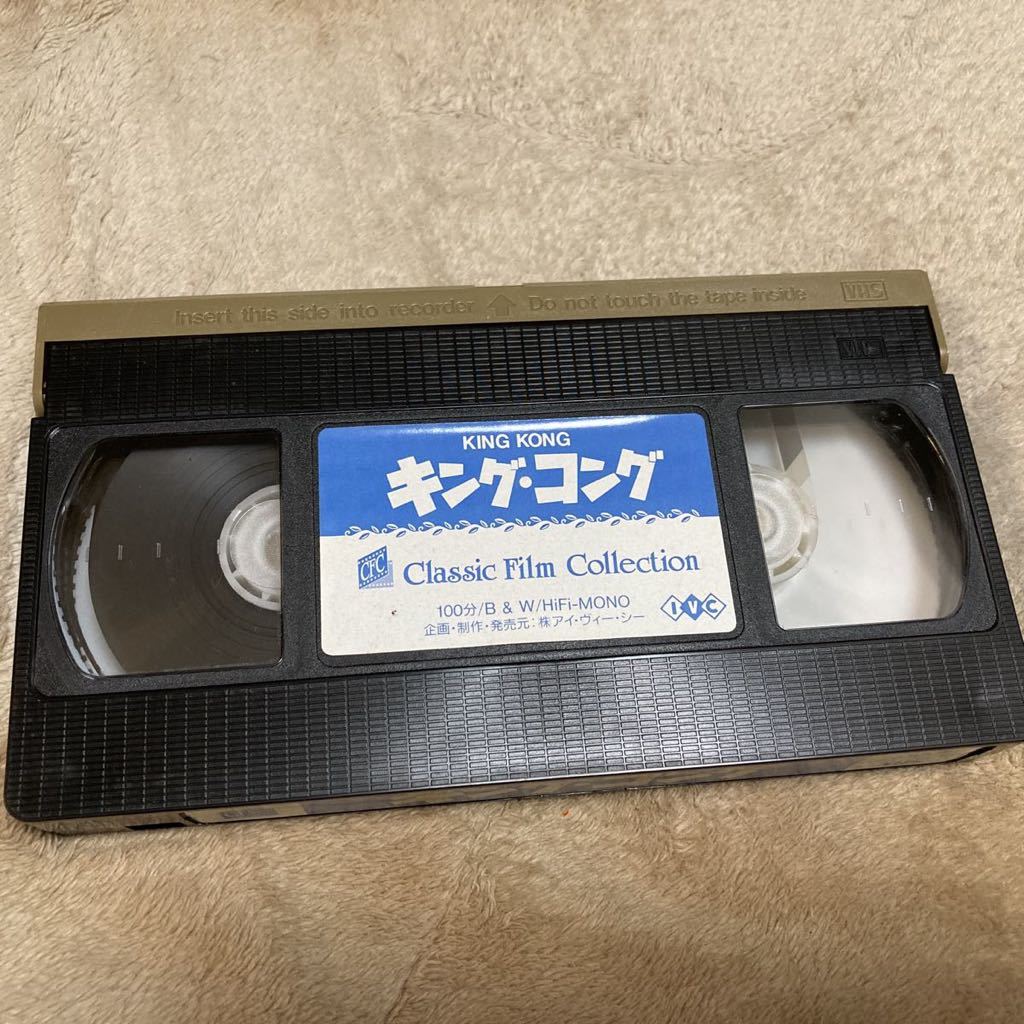 Insert this side into recorder Do not touch the tape inside VHS
VHS
KING KONG
キング・コング
CFC Classic Film Collection
100分/B & W/HiFi-MONO
企画・制作・発売元:株アイ・ヴィー・シー
IVC